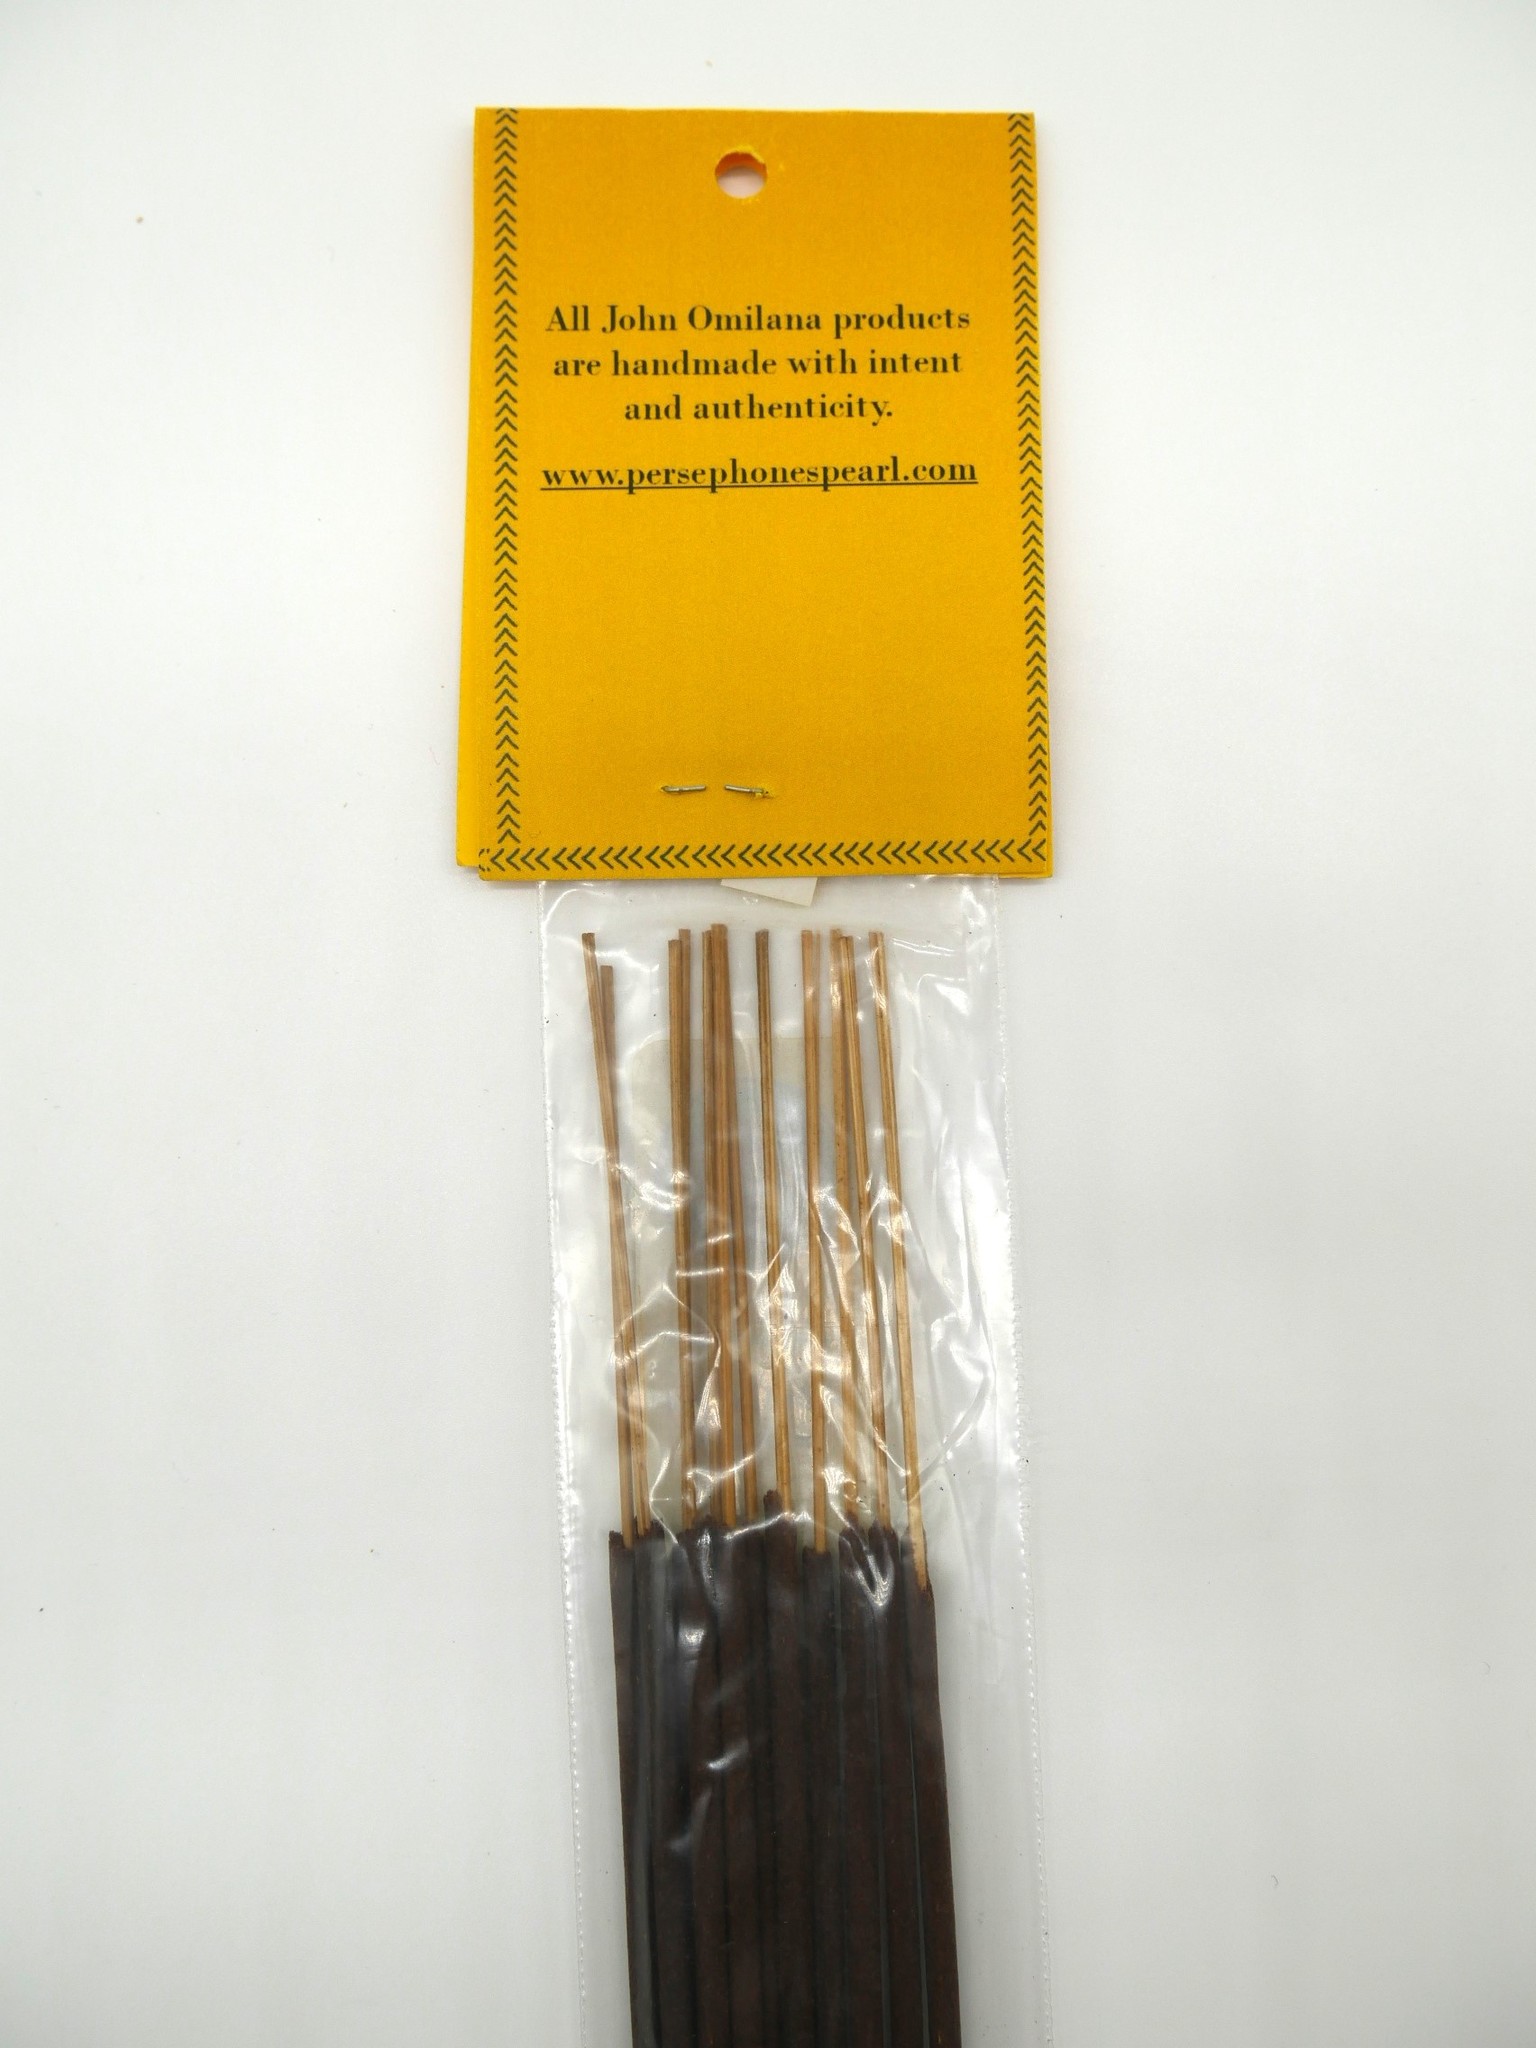 All John Omilana products
are handmade with intent
and authenticity.
www.persephonespearl.com